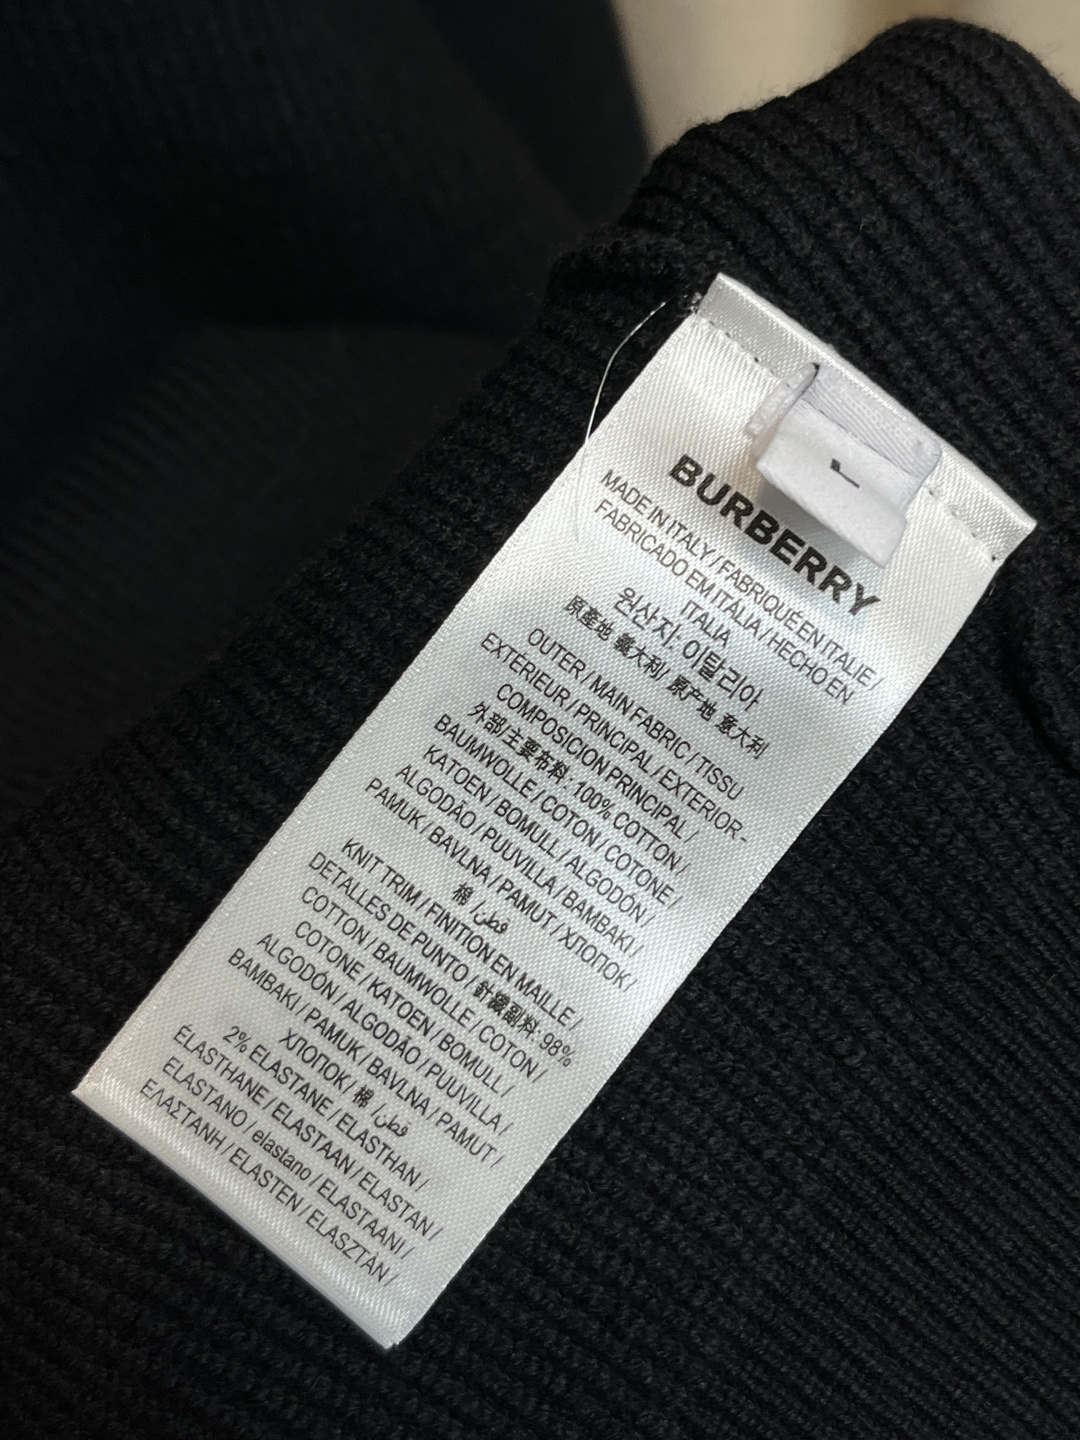 L
BURBERRY
MADE IN ITALY / FABRIQUÉ EN ITALIE /
FABRICADO EM ITÁLIA / HECHO EN
ITALIA
원산지: 이탈리아
原産地 義大利/ 原产地 意大利
OUTER / MAIN FABRIC / TISSU
EXTERIEUR / PRINCIPAL / EXTERIOR-
COMPOSICION PRINCIPAL /
外部/主要布料: 100% COTTON /
BAUMWOLLE / COTON / COTONE /
KATOEN / BOMULL / ALGODÓN /
ALGODÃO / PUUVILLA / BAMBAKI /
PAMUK / BAVLNA / PAMUT / ХЛОПОК /
棉 / قطن
KNIT TRIM / FINITION EN MAILLE /
DETALLES DE PUNTO / 針織副料: 98%
COTTON / BAUMWOLLE / COTON /
COTONE / KATOEN / BOMULL /
ALGODÓN / ALGODÃO / PUUVILLA /
BAMBAKI / PAMUK / BAVLNA / PAMUT /
ХЛОПОК / 棉 / قطن
2% ELASTANE / ELASTHAN /
ÉLASTHANE / ELASTAAN / ELASTAN /
ELASTANO / elastano / ELASTAANI /
ΕΛΑΣΤΑΝΗ / ELASTEN / ELASZTÁN /